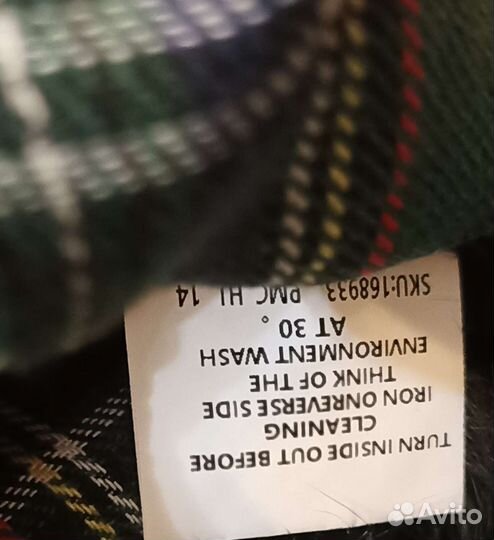 TURN INSIDE OUT BEFORE
CLEANING
IRON ONREVERSE SIDE
THINK OF THE
ENVIRONMENT WASH
AT 30 °
SKU:168933 PMC 14
Avito